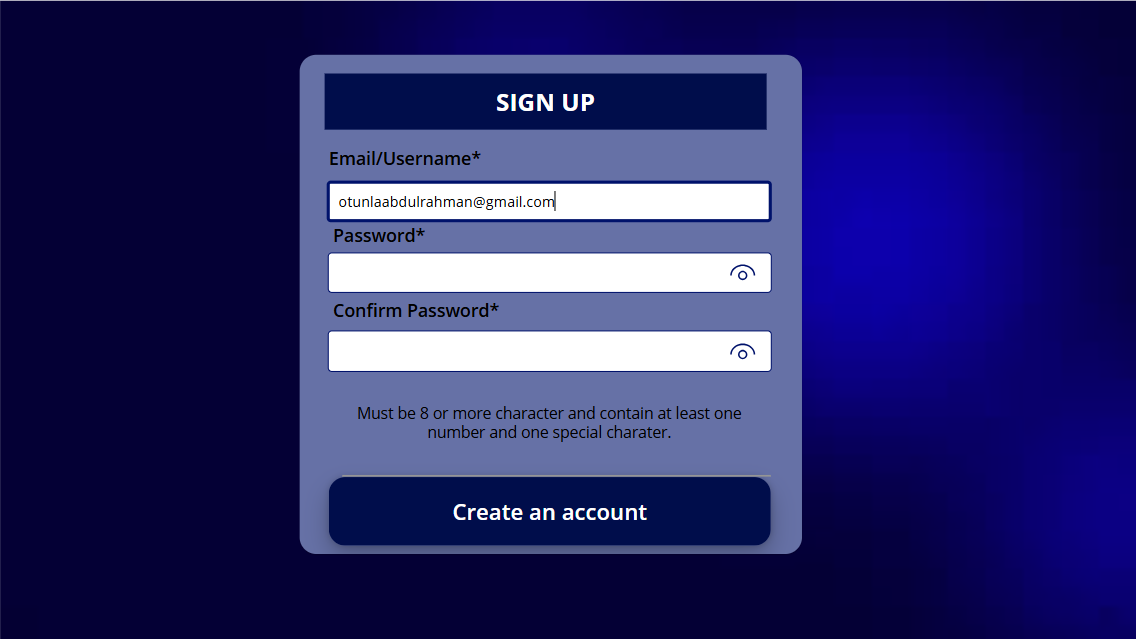 SIGN UP
Email/Username*
otunlaabdulrahman@gmail.com
Password*
Confirm Password*
Must be 8 or more character and contain at least one
number and one special charater.
Create an account